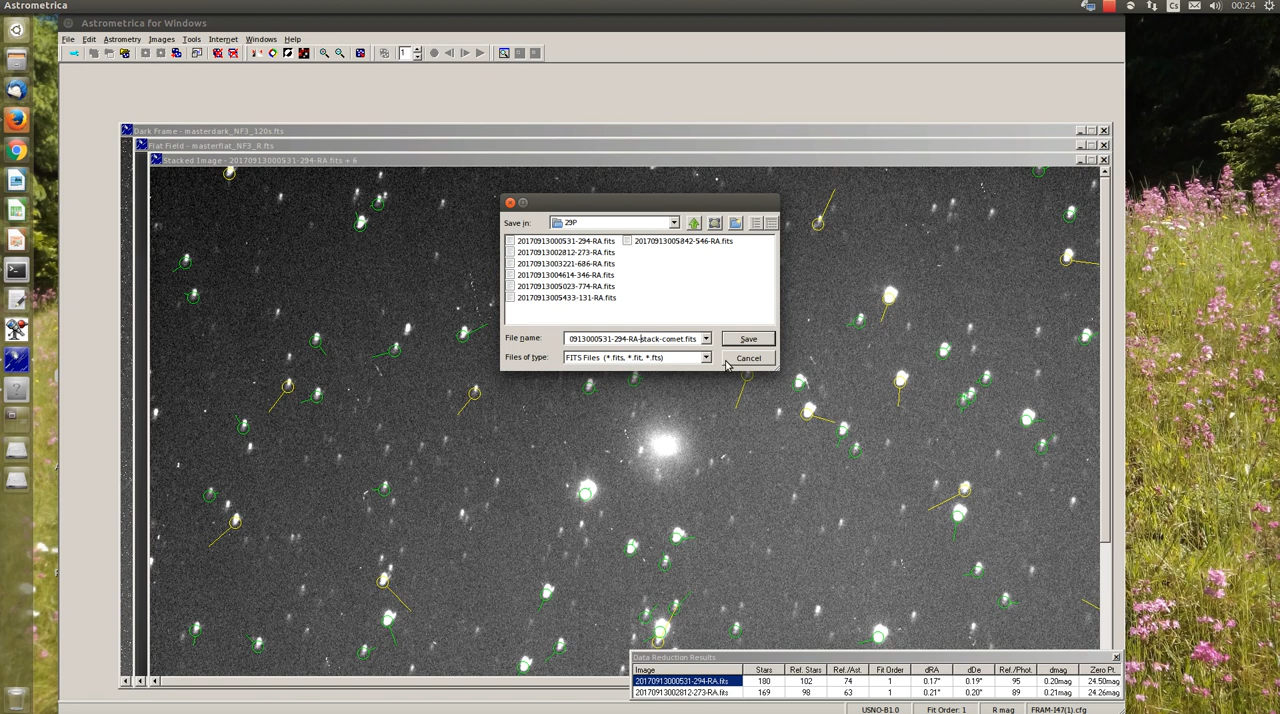 Astrometrica
Cs
00:24
Astrometrica for Windows
File Edit Astrometry Images Tools Internet Windows Help
1
Dark Frame - masterdark_NF3_120s.fts
Flat Field - masterflat_NF3_R.fts
Stacked Image - 20170913000531-294-RA.fits + 6
Save in: 29P
20170913000531-294-RA.fits 20170913005842-546-RA.fits
20170913002812-273-RA.fits
20170913003221-686-RA.fits
20170913004614-346-RA.fits
20170913005023-774-RA.fits
20170913005433-131-RA.fits
File name: 0913000531-294-RA-stack-comet.fits Save
Files of type: FITS Files (*.fits, *.fit, *.fts) Cancel
Data Reduction Results
Image Stars Ref. Stars Ref./Ast. Fit Order dRA dDe Ref./Phot. dmag Zero Pt.
20170913000531-294-RA.fits 180 102 74 1 0.17" 0.19" 95 0.20mag 24.50mag
20170913002812-273-RA.fits 169 98 63 1 0.21" 0.20" 89 0.21mag 24.26mag
USNO-B1.0 Fit Order: 1 R mag FRAM-I47(1).cfg